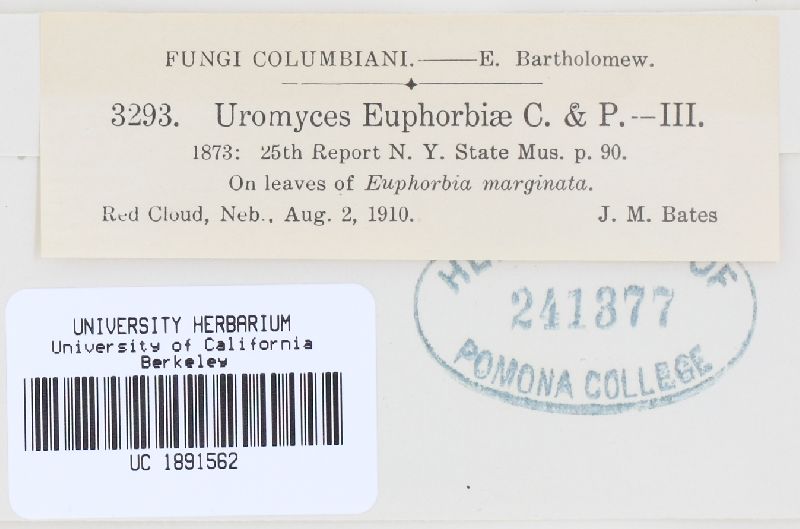 FUNGI COLUMBIANI.——E. Bartholomew.
3293. Uromyces Euphorbiæ C. & P.--III.
1873: 25th Report N. Y. State Mus. p. 90.
On leaves of Euphorbia marginata.
Red Cloud, Neb., Aug. 2, 1910. J. M. Bates
OF
241377
POMONA COLLEGE
UNIVERSITY HERBARIUM
University of California
Berkeley
UC 1891562